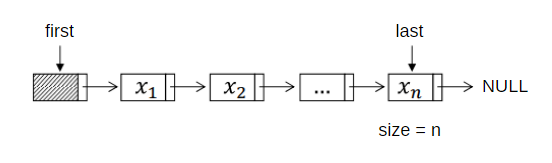 first last
x₁ x₂ ... xₙ NULL
size = n